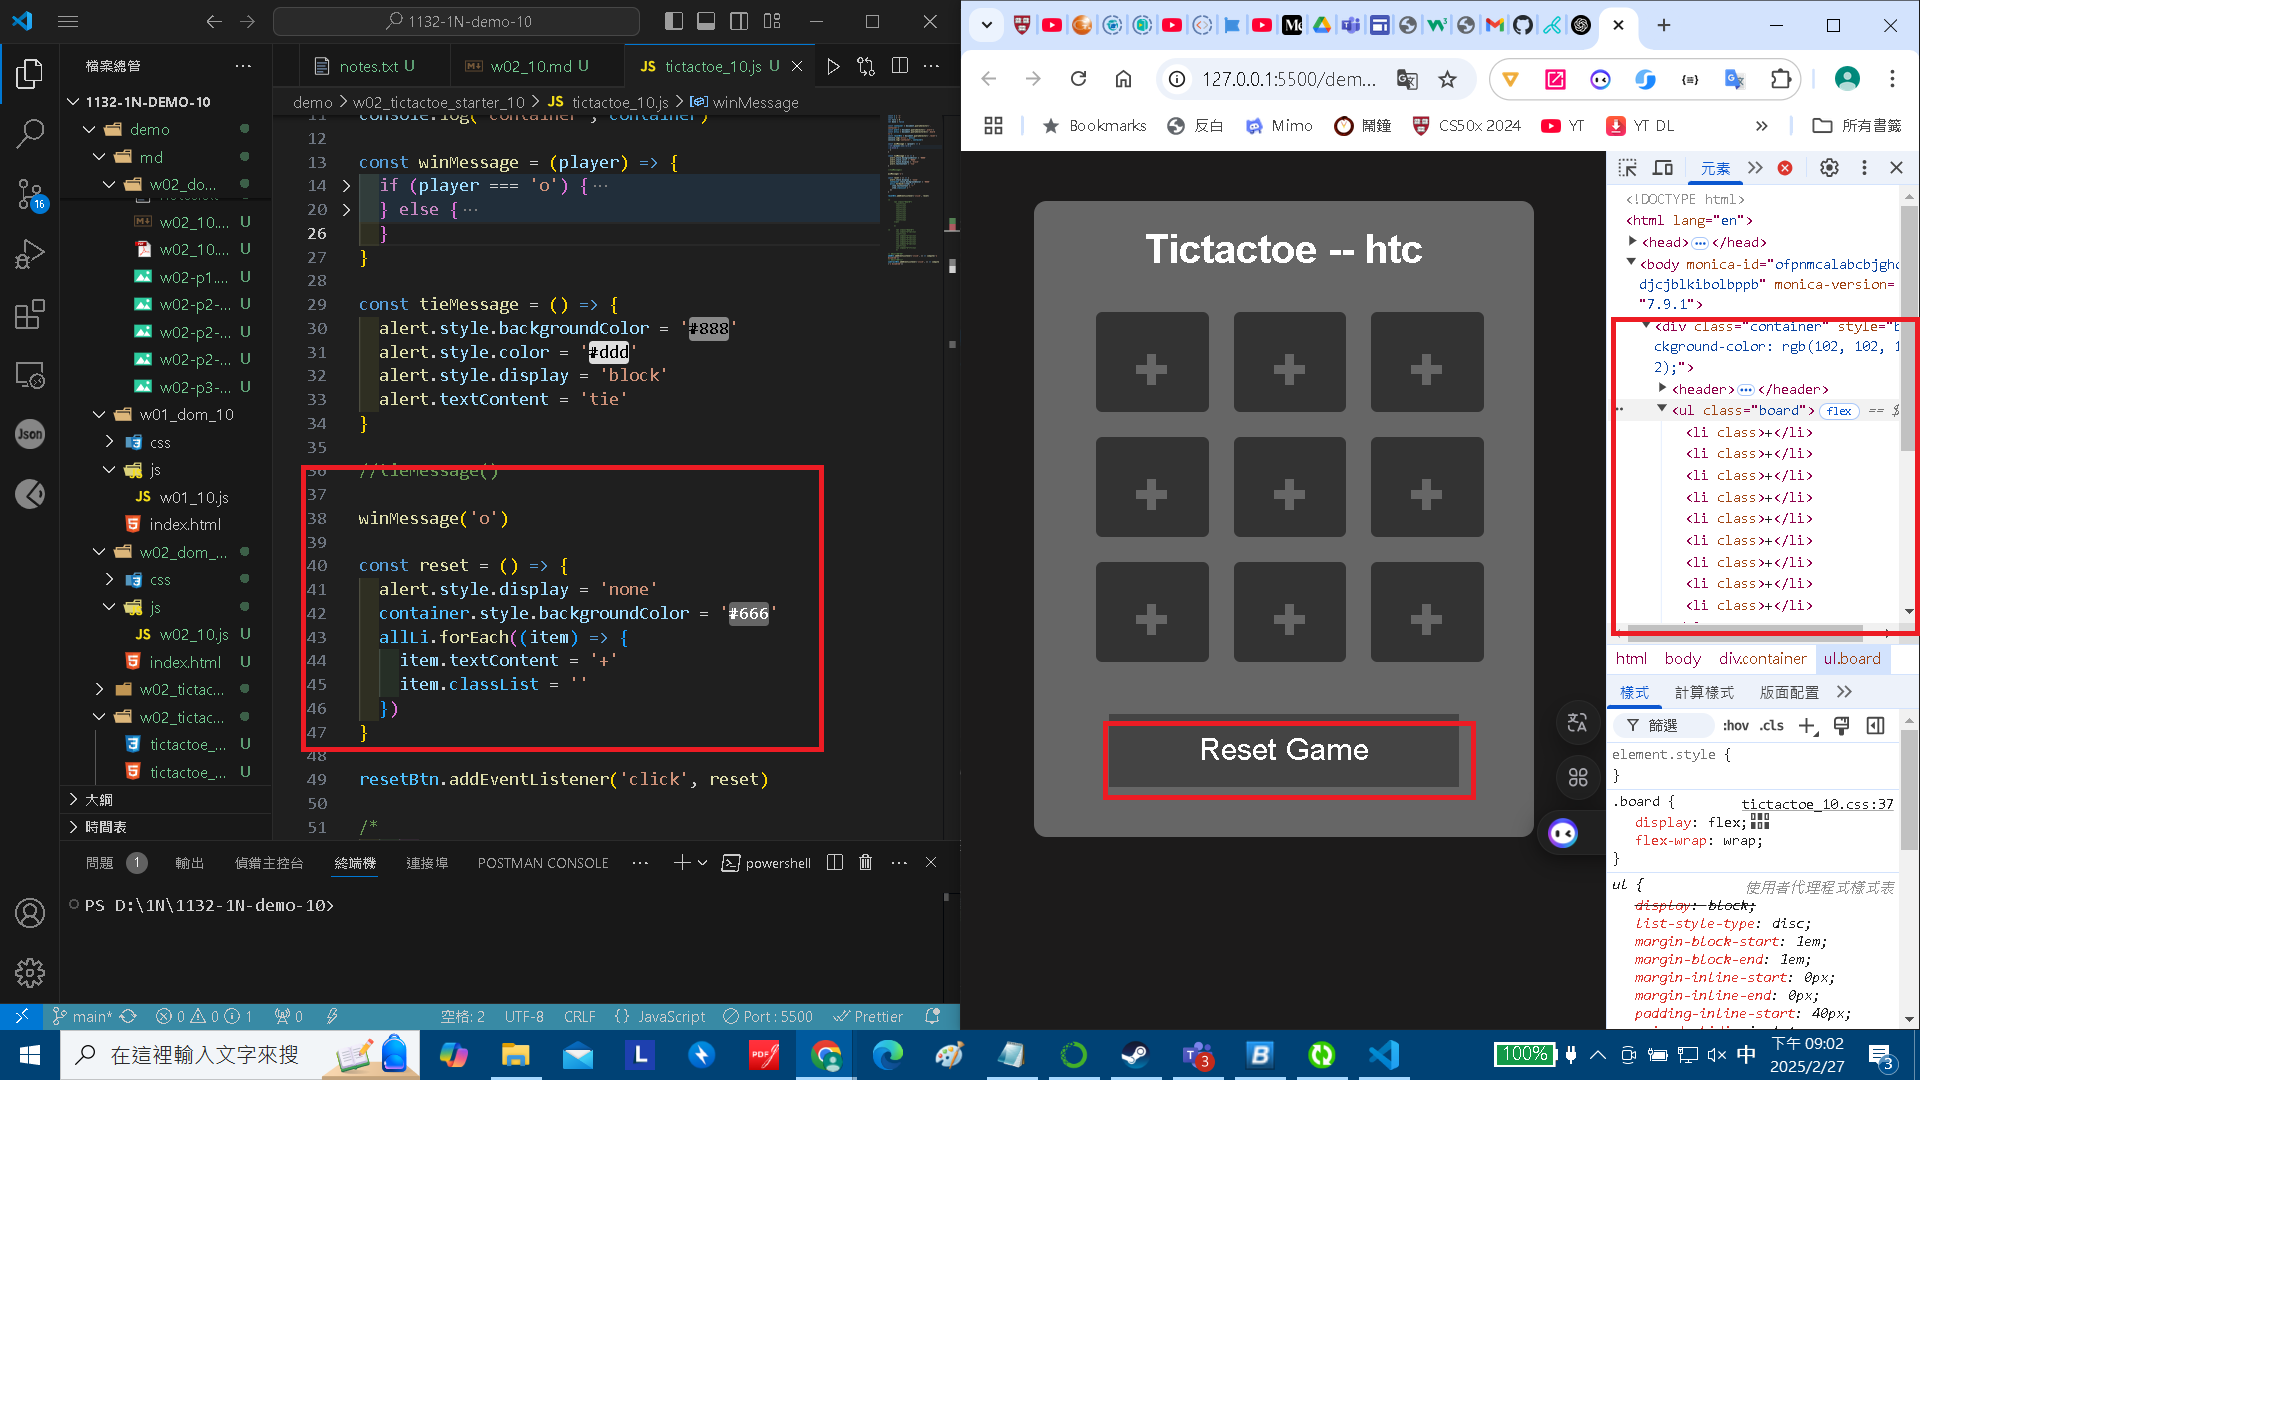 1132-1N-demo-10
檔案總管
1132-1N-DEMO-10
demo
md
w02_do...
w02_10.... U
w02_10.... U
w02-p1.... U
w02-p2-... U
w02-p2-... U
w02-p2-... U
w02-p3-... U
w01_dom_10
css
js
JS w01_10.js
index.html
w02_dom_...
css
js
JS w02_10.js U
index.html U
w02_tictac...
w02_tictac...
tictactoe_... U
tictactoe_... U
大綱
時間表
16
Json
notes.txt U
w02_10.md U
JS tictactoe_10.js U
demo > w02_tictactoe_starter_10 > JS tictactoe_10.js > winMessage
11 console.log('container', container)
12
13 const winMessage = (player) => {
14 if (player === 'o') {···
20 } else {···
26 }
27 }
28
29 const tieMessage = () => {
30 alert.style.backgroundColor = '#888'
31 alert.style.color = '#ddd'
32 alert.style.display = 'block'
33 alert.textContent = 'tie'
34 }
35
36 //tieMessage()
37
38 winMessage('o')
39
40 const reset = () => {
41 alert.style.display = 'none'
42 container.style.backgroundColor = '#666'
43 allLi.forEach((item) => {
44 item.textContent = '+'
45 item.classList = ''
46 })
47 }
48
49 resetBtn.addEventListener('click', reset)
50
51 /*
問題 1 輸出 偵錯主控台 終端機 連接埠 POSTMAN CONSOLE ··· powershell
PS D:\1N\1132-1N-demo-10>
main* 0 0 1 0 空格: 2 UTF-8 CRLF {} JavaScript Port : 5500 Prettier
127.0.0.1:5500/dem...
Bookmarks 反白 Mimo 鬧鐘 CS50x 2024 YT YT DL 所有書籤
Tictactoe -- htc
+ + +
+ + +
+ + +
Reset Game
元素
<!DOCTYPE html>
<html lang="en">
<head>···</head>
<body monica-id="ofpnmcalabcbjghc
djcjblkibolbppb" monica-version=
"7.9.1">
<div class="container" style="b
ckground-color: rgb(102, 102, 1
2);">
<header>···</header>
<ul class="board"> flex == $
<li class>+</li>
<li class>+</li>
<li class>+</li>
<li class>+</li>
<li class>+</li>
<li class>+</li>
<li class>+</li>
<li class>+</li>
<li class>+</li>
html body div.container ul.board
樣式 計算樣式 版面配置
篩選 :hov .cls
element.style {
}
.board { tictactoe_10.css:37
display: flex;
flex-wrap: wrap;
}
ul { 使用者代理程式樣式表
display: block;
list-style-type: disc;
margin-block-start: 1em;
margin-block-end: 1em;
margin-inline-start: 0px;
margin-inline-end: 0px;
padding-inline-start: 40px;
在這裡輸入文字來搜
100%
中
下午 09:02
2025/2/27
3
3